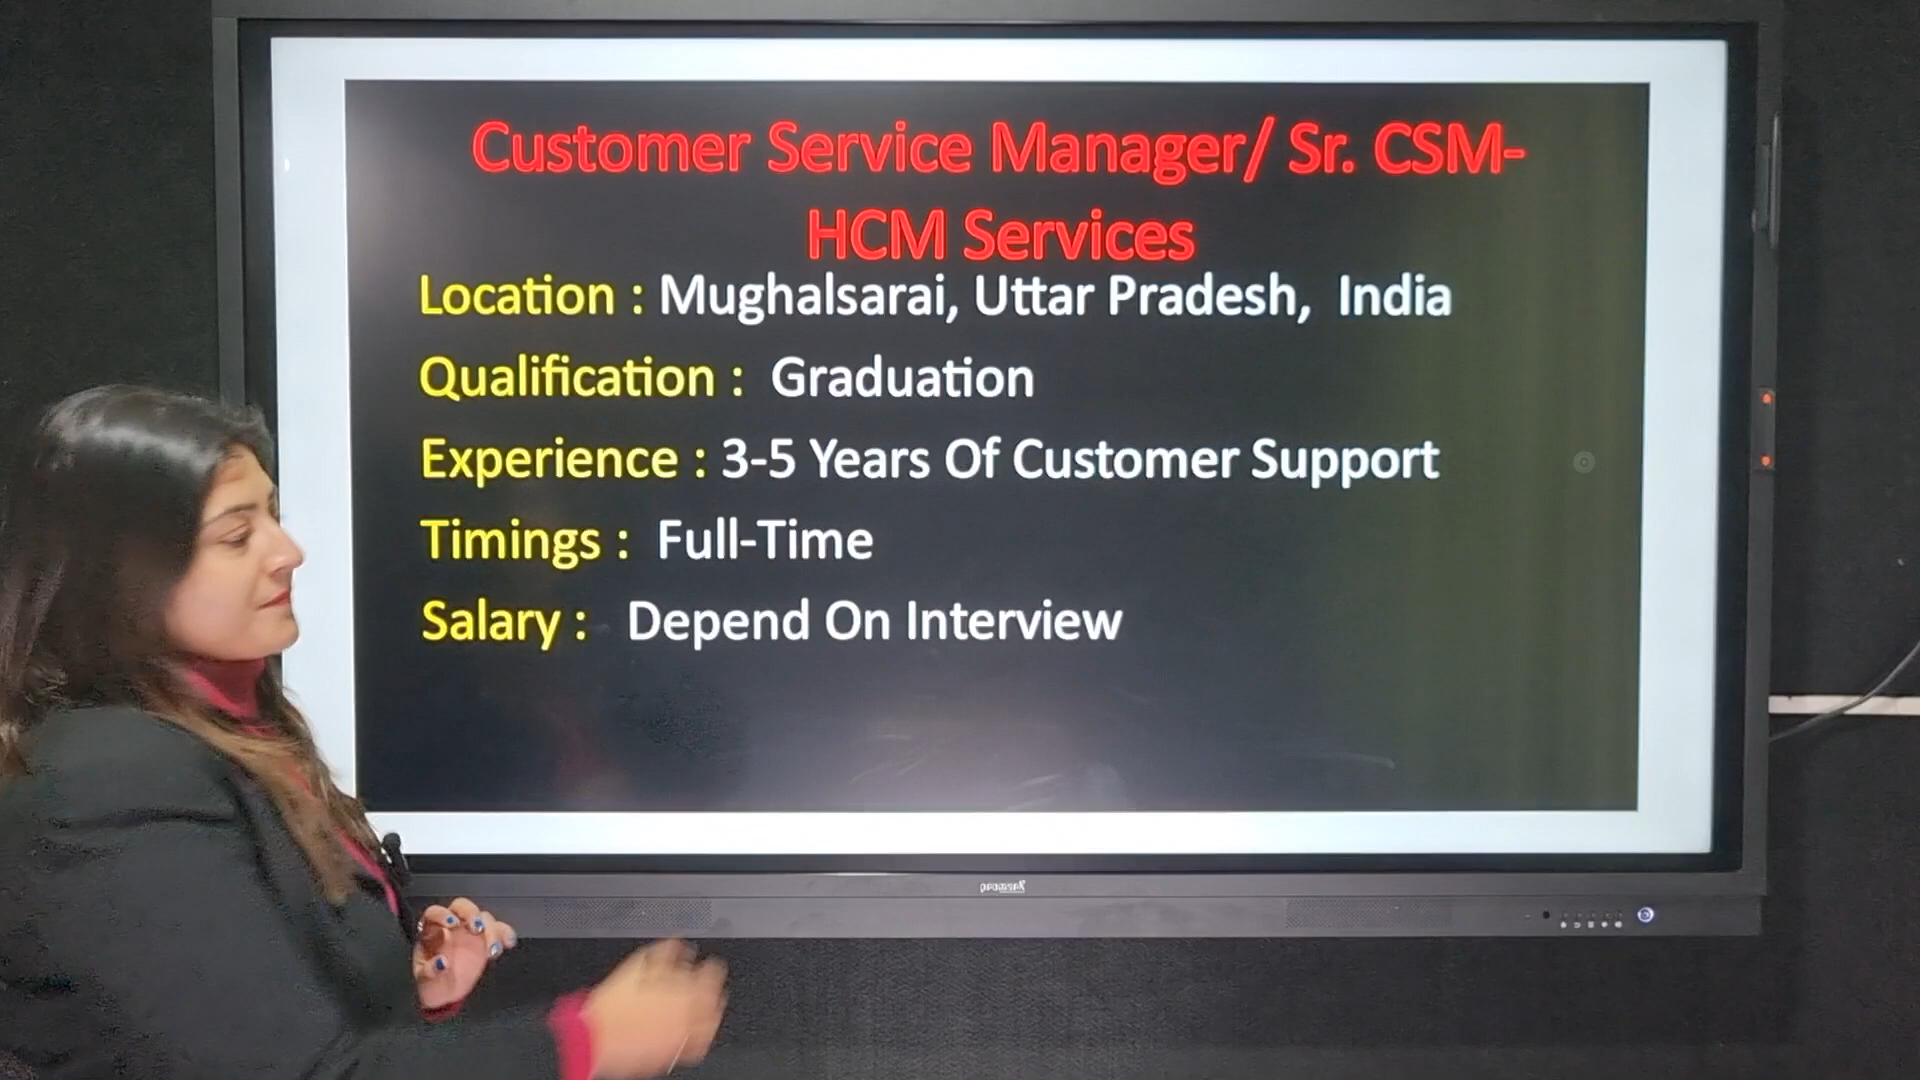 Customer Service Manager/ Sr. CSM-
HCM Services
Location : Mughalsarai, Uttar Pradesh, India
Qualification : Graduation
Experience : 3-5 Years Of Customer Support
Timings : Full-Time
Salary : Depend On Interview